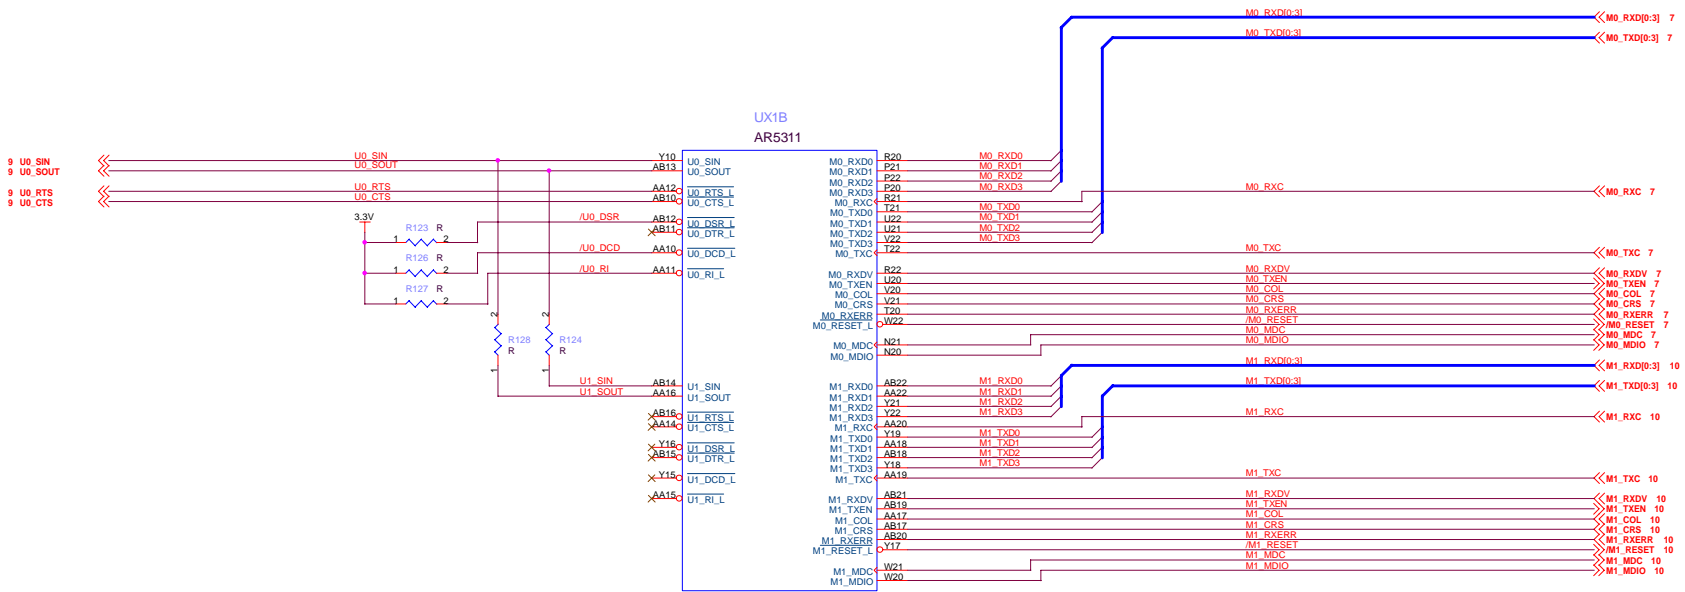 M0_RXD[0:3]
M0_RXD[0:3] 7
M0_TXD[0:3]
M0_TXD[0:3] 7
UX1B
AR5311
9 U0_SIN
U0_SIN
Y10
U0_SIN
M0_RXD0
R20
M0_RXD0
9 U0_SOUT
U0_SOUT
AB13
U0_SOUT
M0_RXD1
P21
M0_RXD1
M0_RXD2
P22
M0_RXD2
9 U0_RTS
U0_RTS
AA12
U0_RTS_L
M0_RXD3
P20
M0_RXD3
M0_RXC
M0_RXC 7
9 U0_CTS
U0_CTS
AB10
U0_CTS_L
M0_RXC
R21
M0_TXD0
T21
M0_TXD0
3.3V
/U0_DSR
AB12
U0_DSR_L
M0_TXD1
U22
M0_TXD1
R123 R
1
2
AB11
U0_DTR_L
M0_TXD2
U21
M0_TXD2
M0_TXD3
V22
M0_TXD3
/U0_DCD
AA10
U0_DCD_L
M0_TXC
T22
M0_TXC
M0_TXC 7
R126 R
1
2
/U0_RI
AA11
U0_RI_L
M0_RXDV
R22
M0_RXDV
M0_RXDV 7
M0_TXEN
U20
M0_TXEN
M0_TXEN 7
R127 R
1
2
M0_COL
V20
M0_COL
M0_COL 7
M0_CRS
V21
M0_CRS
M0_CRS 7
M0_RXERR
T20
M0_RXERR
M0_RXERR 7
M0_RESET_L
W22
/M0_RESET
/M0_RESET 7
2
R128
R
1
2
R124
R
1
M0_MDC
N21
M0_MDC
M0_MDC 7
M0_MDIO
N20
M0_MDIO
M0_MDIO 7
M1_RXD[0:3]
M1_RXD[0:3] 10
U1_SIN
AB14
U1_SIN
M1_RXD0
AB22
M1_RXD0
M1_TXD[0:3]
M1_TXD[0:3] 10
U1_SOUT
AA16
U1_SOUT
M1_RXD1
AA22
M1_RXD1
M1_RXD2
Y21
M1_RXD2
AB16
U1_RTS_L
M1_RXD3
Y22
M1_RXD3
M1_RXC
M1_RXC 10
AA14
U1_CTS_L
M1_RXC
AA20
M1_TXD0
Y19
M1_TXD0
Y16
U1_DSR_L
M1_TXD1
AA18
M1_TXD1
AB15
U1_DTR_L
M1_TXD2
AB18
M1_TXD2
M1_TXD3
Y18
M1_TXD3
Y15
U1_DCD_L
M1_TXC
AA19
M1_TXC
M1_TXC 10
AA15
U1_RI_L
M1_RXDV
AB21
M1_RXDV
M1_RXDV 10
M1_TXEN
AB19
M1_TXEN
M1_TXEN 10
M1_COL
AA17
M1_COL
M1_COL 10
M1_CRS
AB17
M1_CRS
M1_CRS 10
M1_RXERR
AB20
M1_RXERR
M1_RXERR 10
M1_RESET_L
Y17
/M1_RESET
/M1_RESET 10
M1_MDC
W21
M1_MDC
M1_MDC 10
M1_MDIO
W20
M1_MDIO
M1_MDIO 10